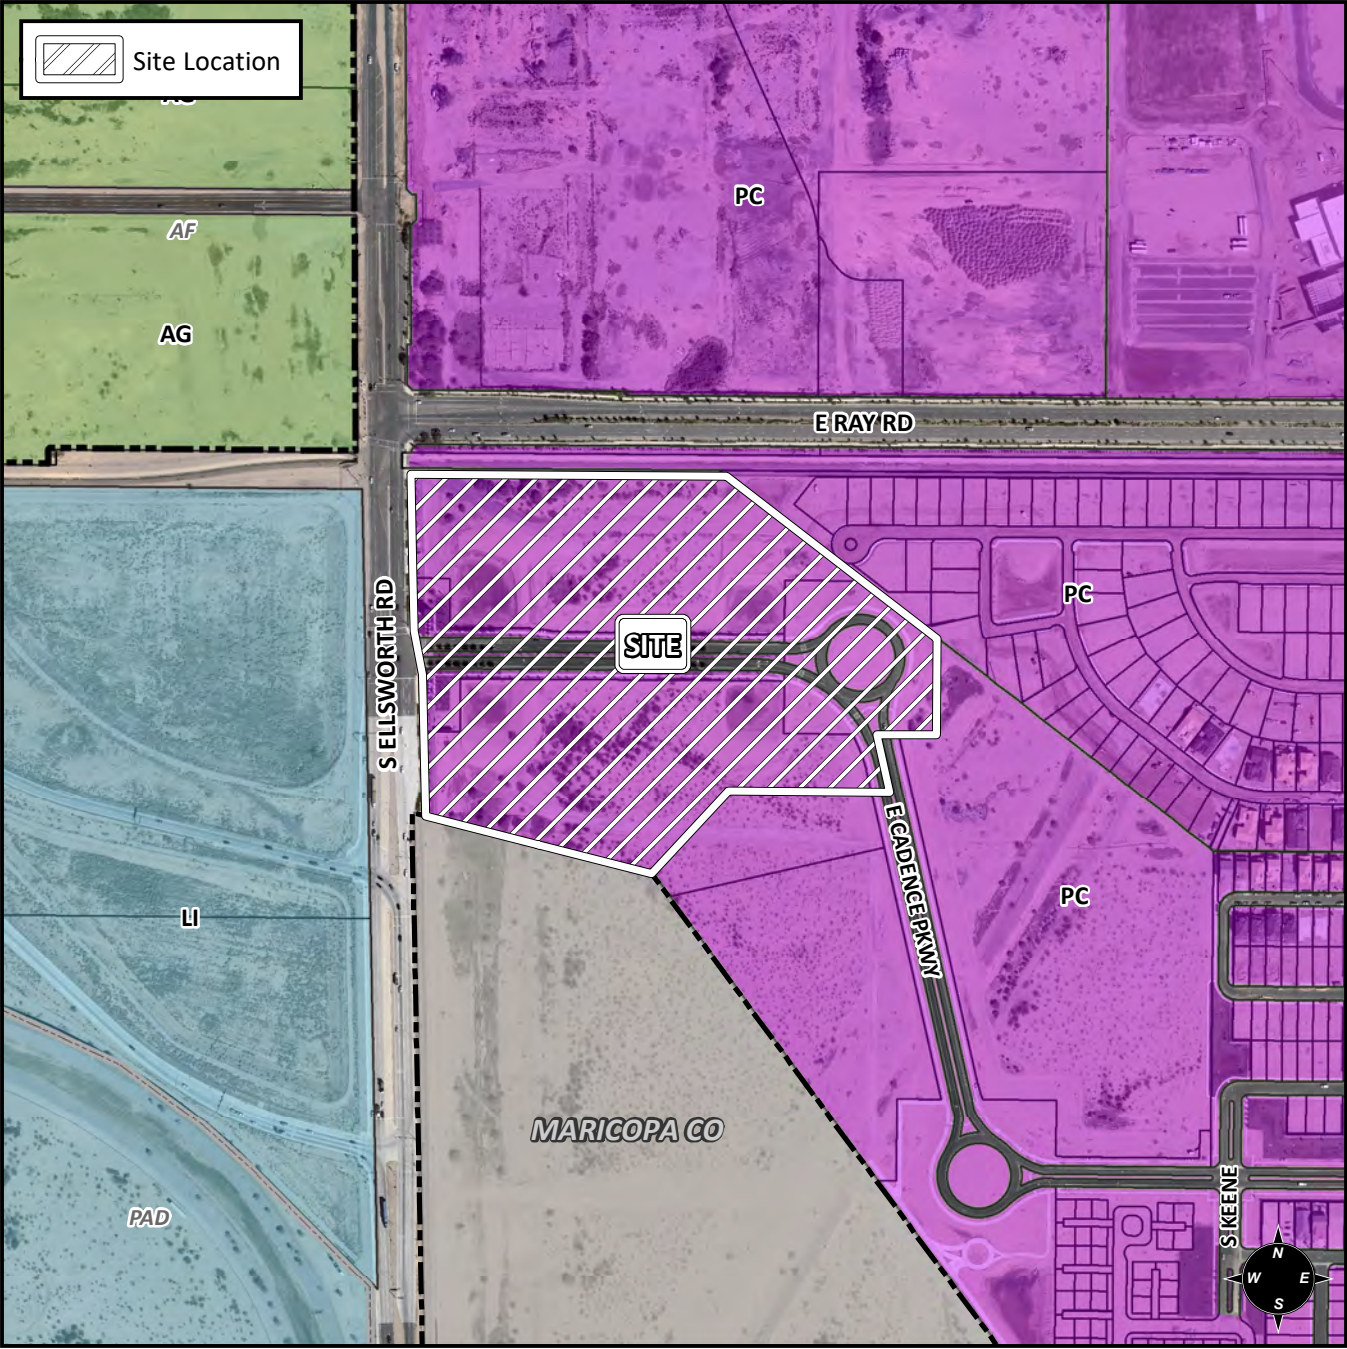 Site Location
AG
PC
AF
AG
E RAY RD
PC
S ELLSWORTH RD
SITE
E CADENCE PKWY
PC
LI
MARICOPA CO
PAD
S KEENE
N
W E
S